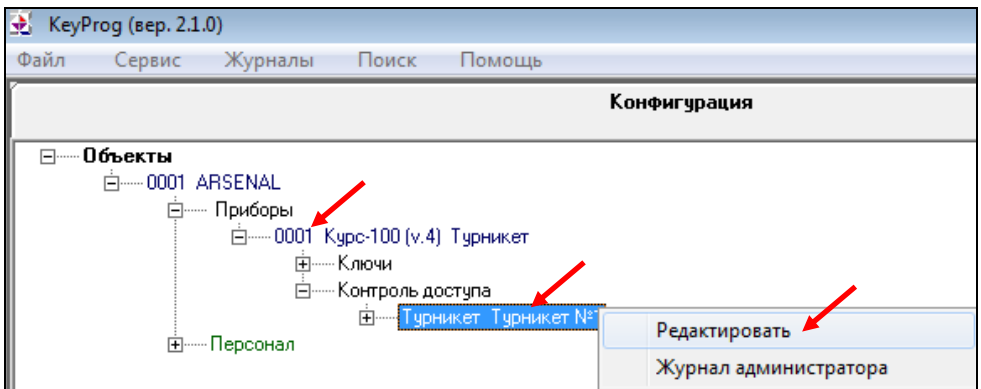 KeyProg (вер. 2.1.0)
Файл Сервис Журналы Поиск Помощь
Конфигурация
Объекты
0001 ARSENAL
Приборы
0001 Курс-100 (v.4) Турникет
Ключи
Контроль доступа
Турникет Турникет №1
Редактировать
Персонал
Журнал администратора